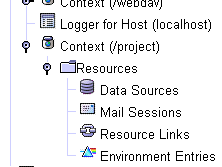 Context (/webdav)
Logger for Host (localhost)
Context (/project)
Resources
Data Sources
Mail Sessions
Resource Links
Environment Entries